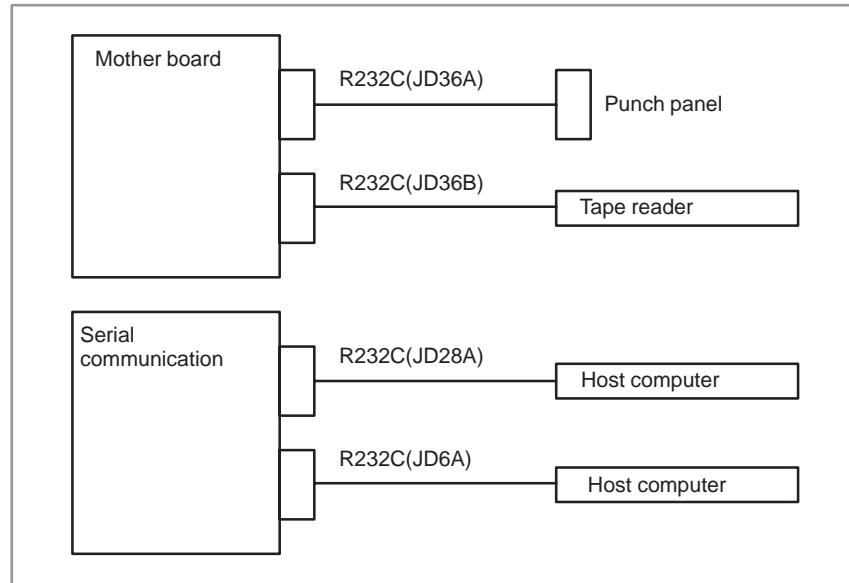 Mother board
R232C(JD36A)
Punch panel
R232C(JD36B)
Tape reader
Serial
communication
R232C(JD28A)
Host computer
R232C(JD6A)
Host computer